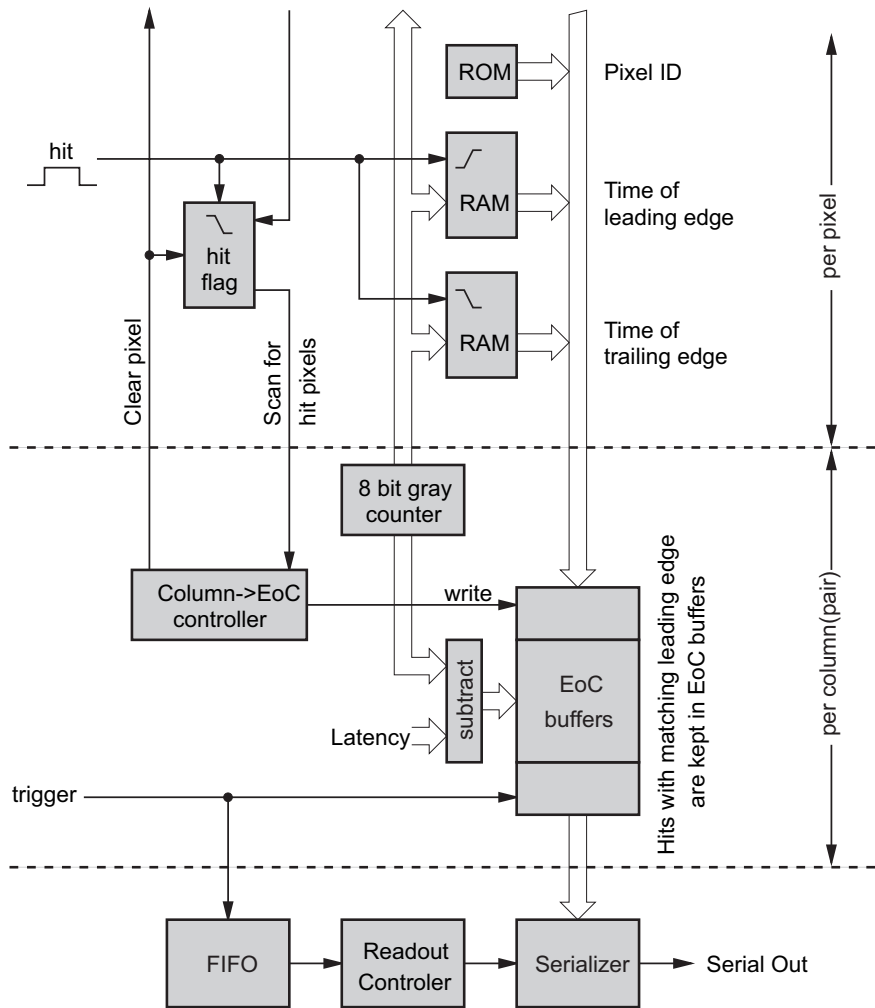 ROM
Pixel ID
hit
RAM
Time of
leading edge
hit
flag
per pixel
RAM
Time of
trailing edge
Clear pixel
Scan for
hit pixels
8 bit gray
counter
Column->EoC
controller
write
EoC
buffers
subtract
Latency
Hits with matching leading edge
are kept in EoC buffers
per column(pair)
trigger
FIFO
Readout
Controler
Serializer
Serial Out